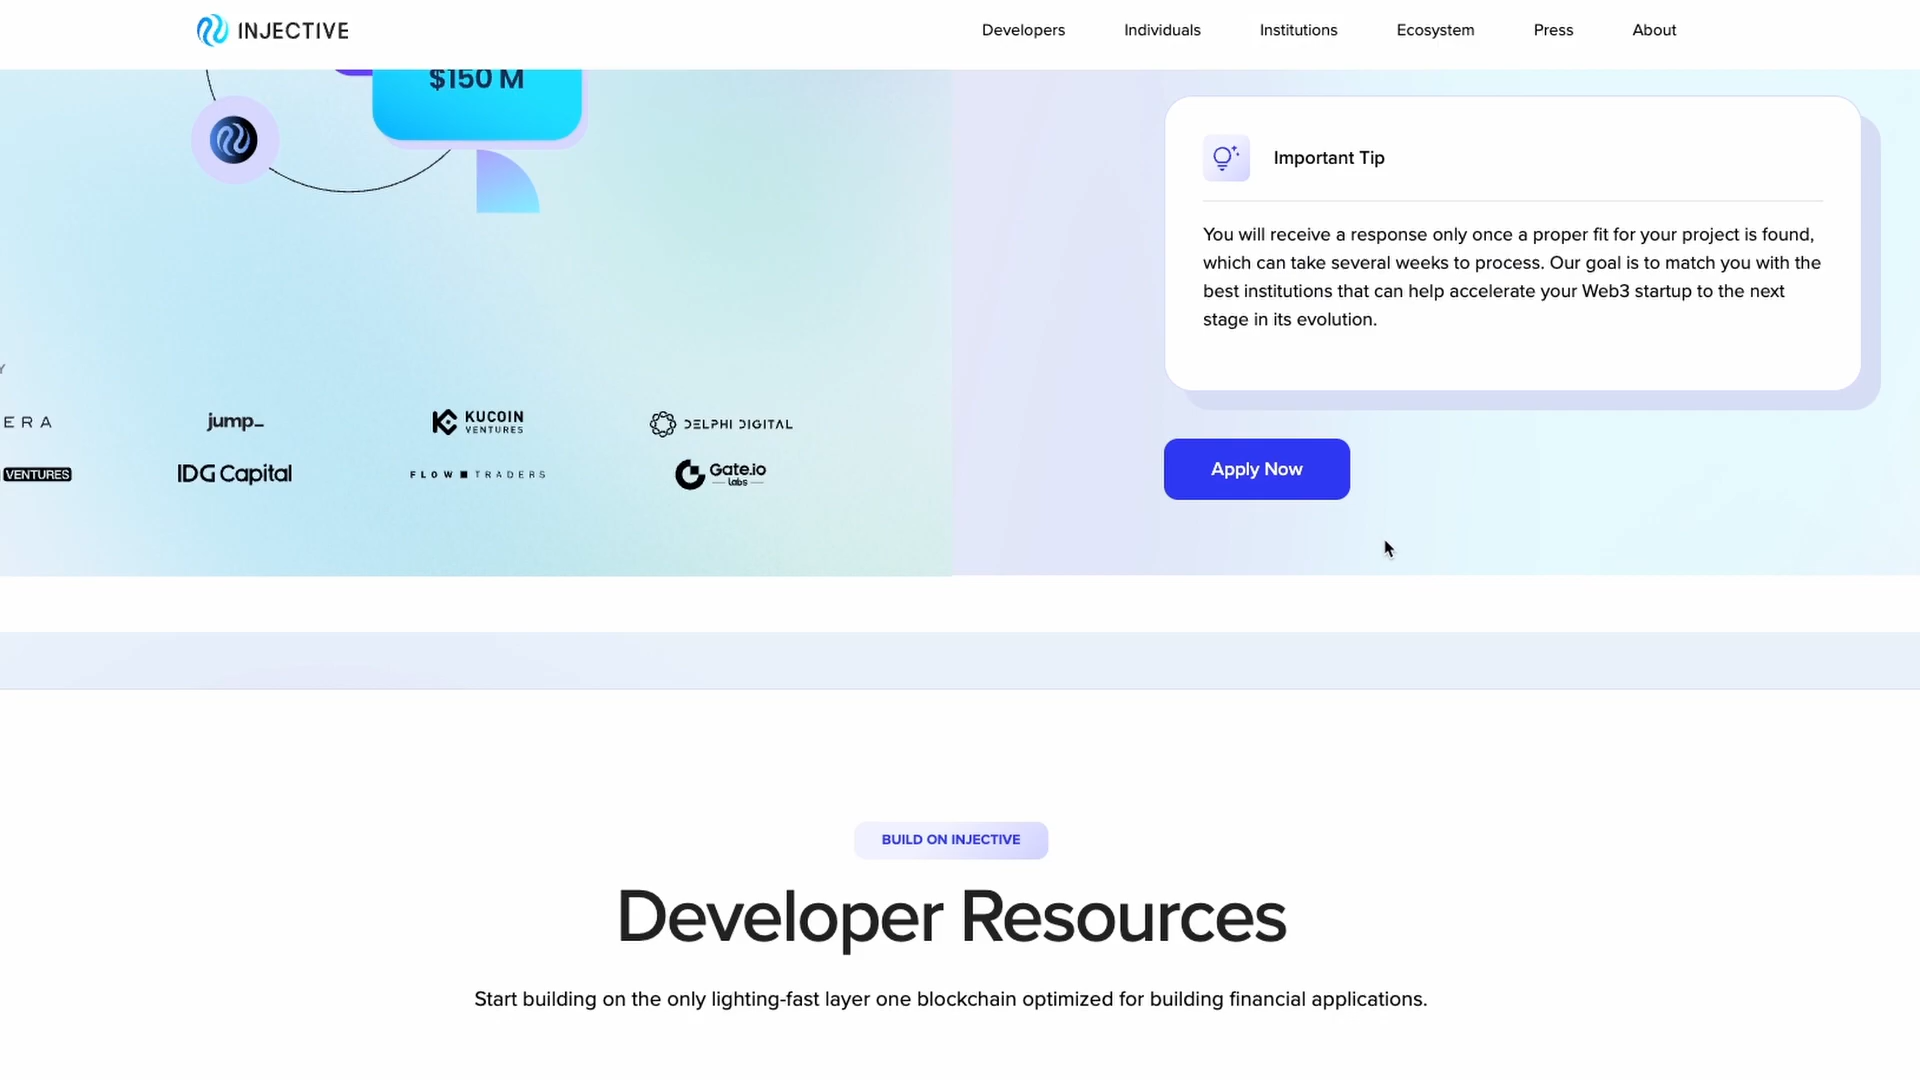 INJECTIVE
Developers
Individuals
Institutions
Ecosystem
Press
About
$150 M
Important Tip
You will receive a response only once a proper fit for your project is found,
which can take several weeks to process. Our goal is to match you with the
best institutions that can help accelerate your Web3 startup to the next
stage in its evolution.
Apply Now
Y
ERA
jump_
KUCOIN
VENTURES
DELPHI DIGITAL
VENTURES
IDG Capital
FLOW TRADERS
Gate.io
labs
BUILD ON INJECTIVE
Developer Resources
Start building on the only lighting-fast layer one blockchain optimized for building financial applications.